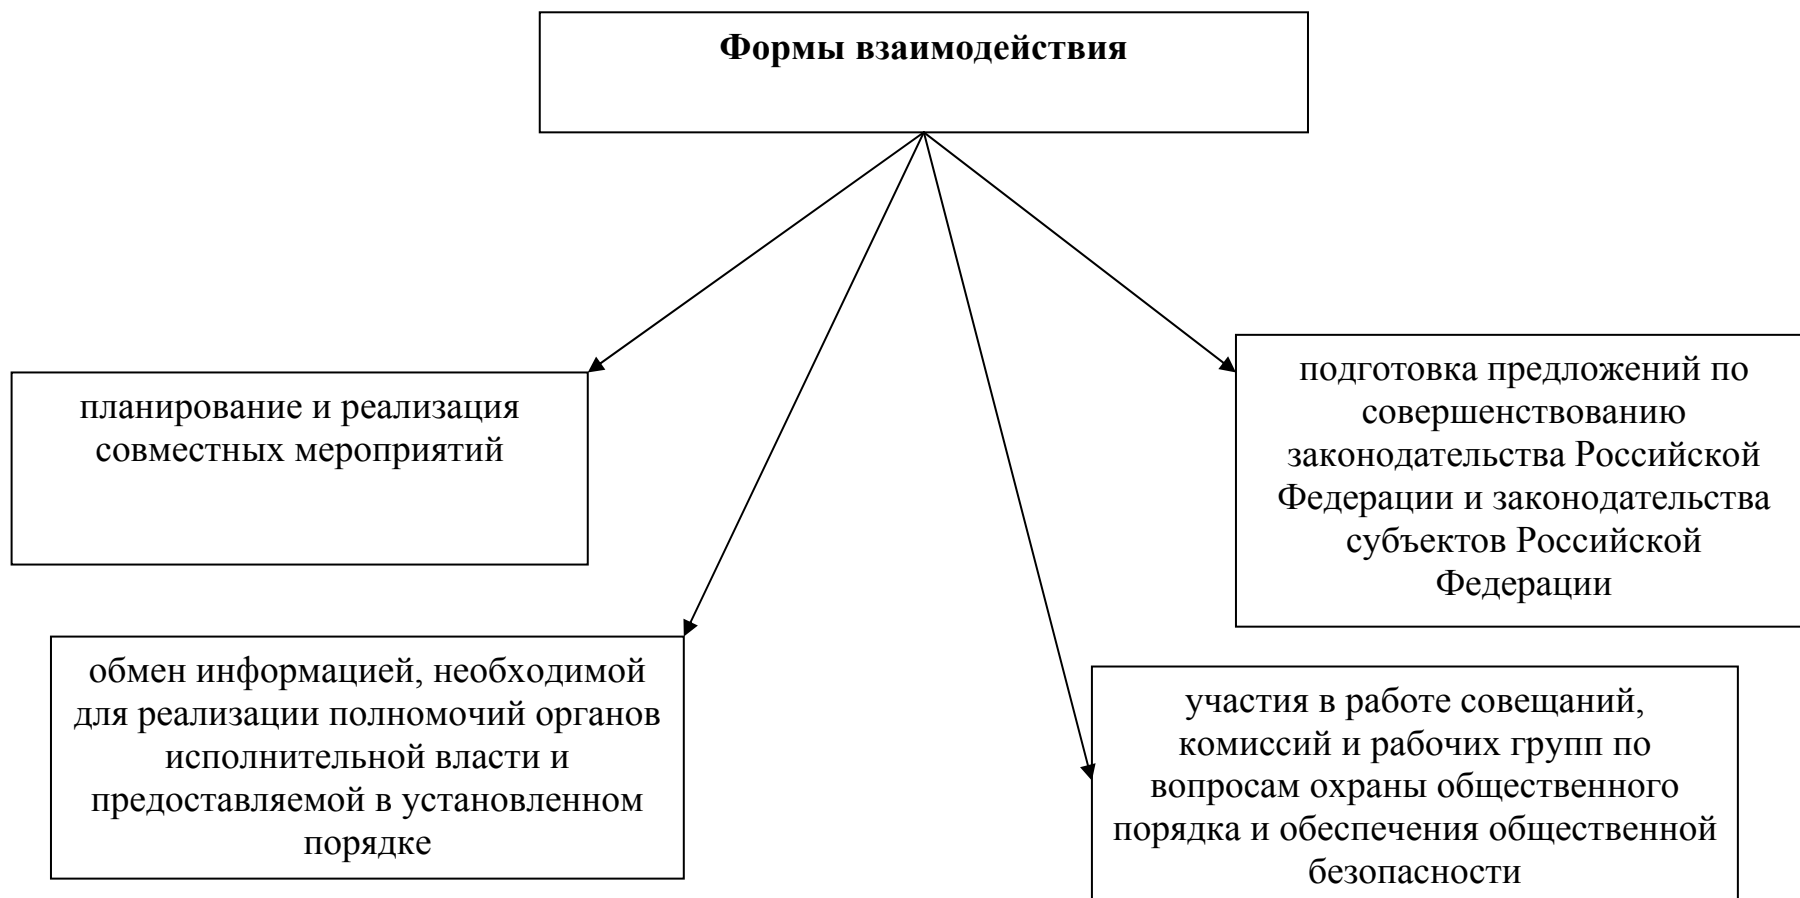 Формы взаимодействия
планирование и реализация
совместных мероприятий
подготовка предложений по
совершенствованию
законодательства Российской
Федерации и законодательства
субъектов Российской
Федерации
обмен информацией, необходимой
для реализации полномочий органов
исполнительной власти и
предоставляемой в установленном
порядке
участия в работе совещаний,
комиссий и рабочих групп по
вопросам охраны общественного
порядка и обеспечения общественной
безопасности